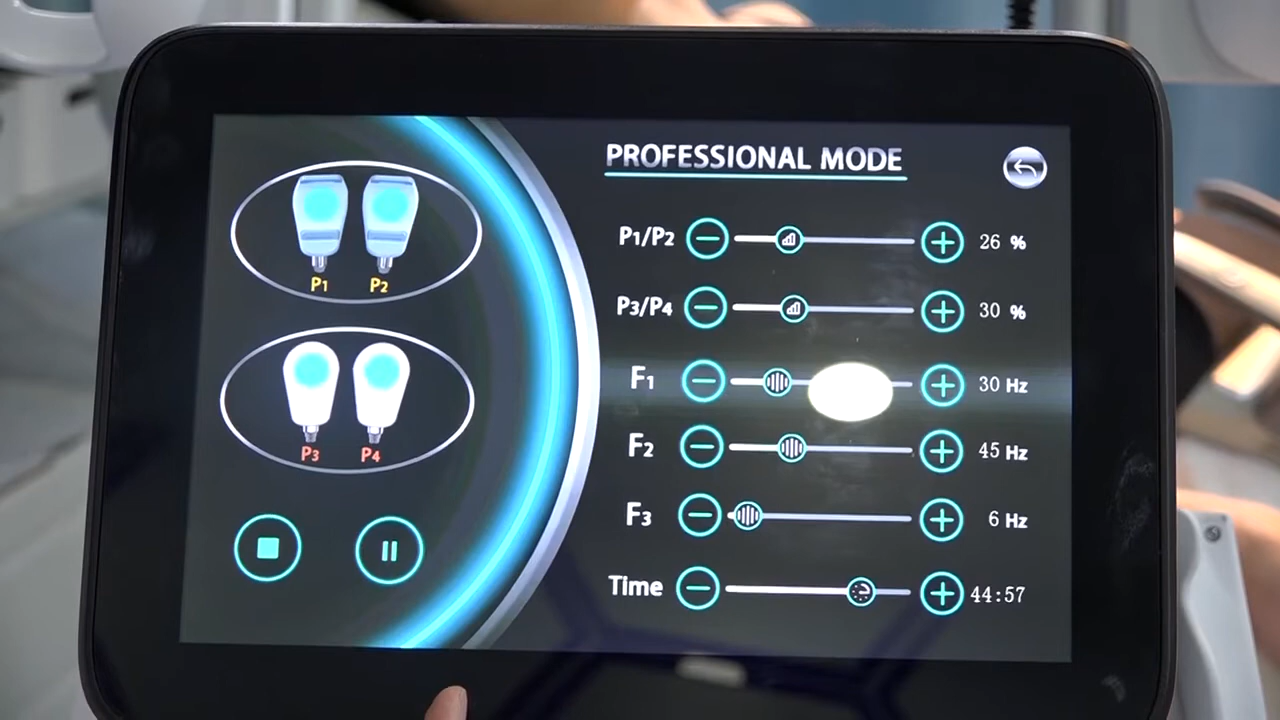 PROFESSIONAL MODE
P1 P2
P3 P4
P1/P2 26 %
P3/P4 30 %
F1 30 Hz
F2 45 Hz
F3 6 Hz
Time 44:57